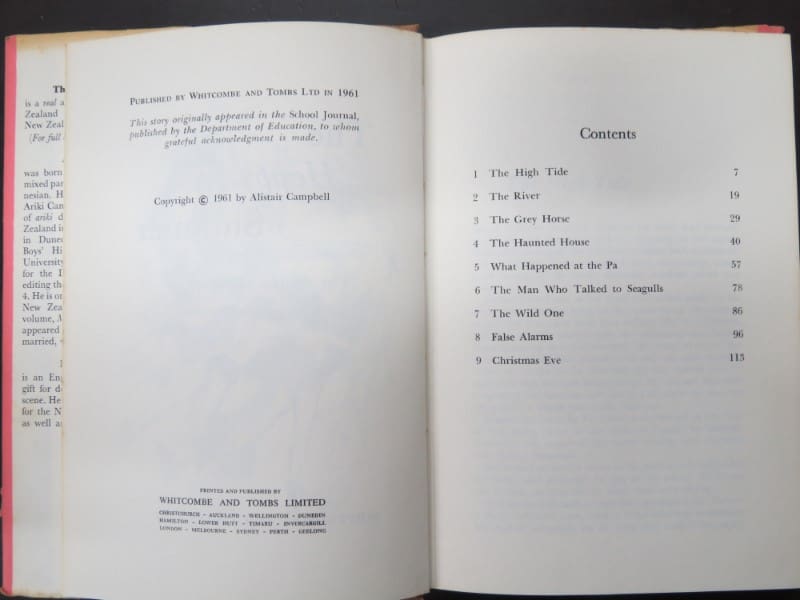 Th
is a real a
Zealand
New Zeal
(For full
was born
mixed par
nesian. H
Ariki Can
of ariki d
Zealand i
in Dune
Boys' Hi
University
for the D
editing the
4. He is on
New Zea
volume, M
appeared
married,
is an Eng
gift for d
scene. He
for the N
as well a
PUBLISHED BY WHITCOMBE AND TOMBS LTD IN 1961
This story originally appeared in the School Journal,
published by the Department of Education, to whom
grateful acknowledgment is made.
Copyright © 1961 by Alistair Campbell
PRINTED AND PUBLISHED BY
WHITCOMBE AND TOMBS LIMITED
CHRISTCHURCH - AUCKLAND - WELLINGTON - DUNEDIN
HAMILTON - LOWER HUTT - TIMARU - INVERCARGILL
LONDON - MELBOURNE - SYDNEY - PERTH - GEELONG
Contents
1 The High Tide 7
2 The River 19
3 The Grey Horse 29
4 The Haunted House 40
5 What Happened at the Pa 57
6 The Man Who Talked to Seagulls 78
7 The Wild One 86
8 False Alarms 96
9 Christmas Eve 113